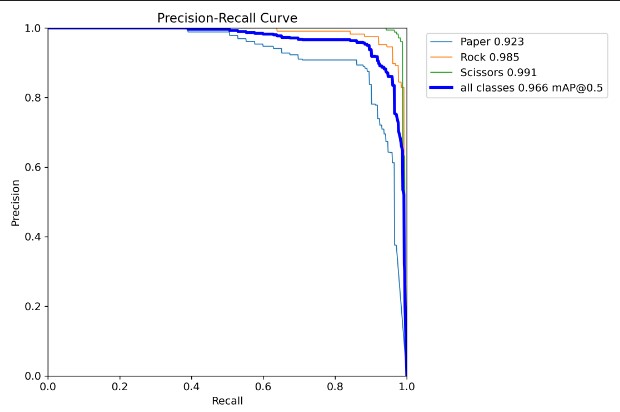 Precision-Recall Curve
1.0
0.8
0.6
0.4
0.2
0.0
Precision
0.0 0.2 0.4 0.6 0.8 1.0
Recall
Paper 0.923
Rock 0.985
Scissors 0.991
all classes 0.966 mAP@0.5